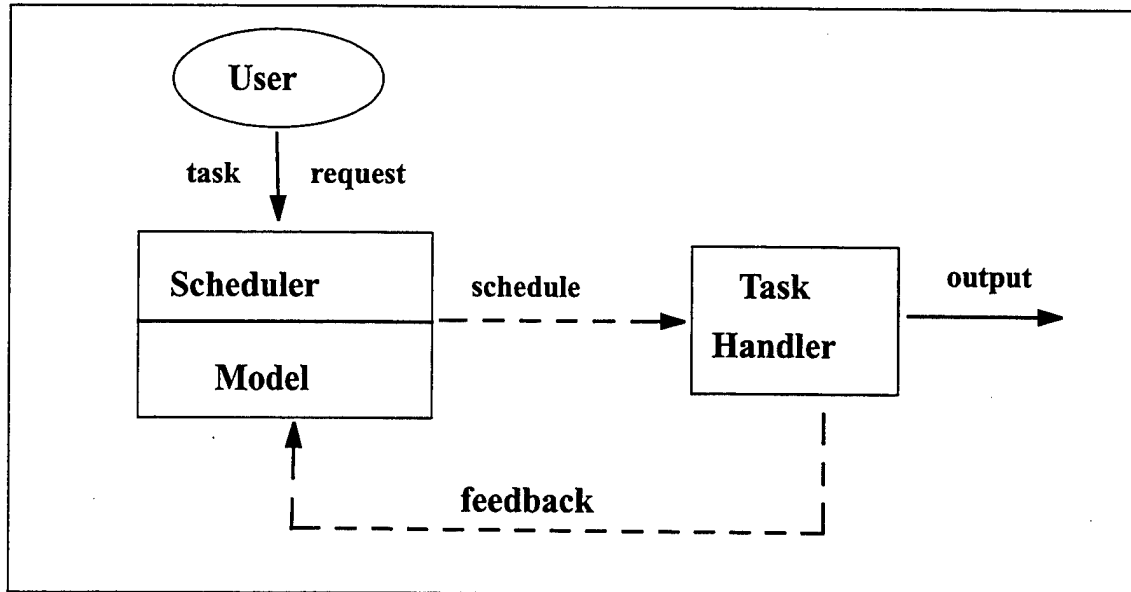 User
task request
Scheduler
Model
schedule
Task
Handler
output
feedback